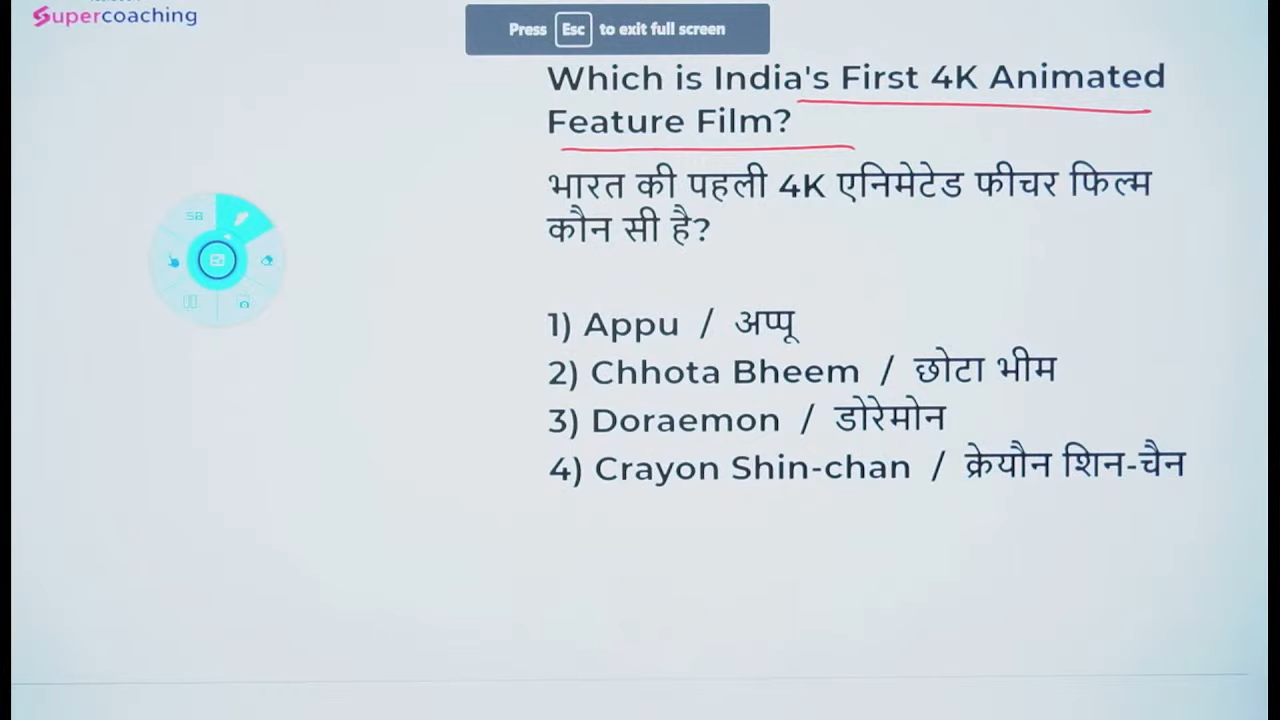 Supercoaching
Press Esc to exit full screen
Which is India's First 4K Animated
Feature Film?
भारत की पहली 4K एनिमेटेड फीचर फिल्म
कौन सी है?
1) Appu / अप्पू
2) Chhota Bheem / छोटा भीम
3) Doraemon / डोरेमोन
4) Crayon Shin-chan / क्रेयौन शिन-चैन